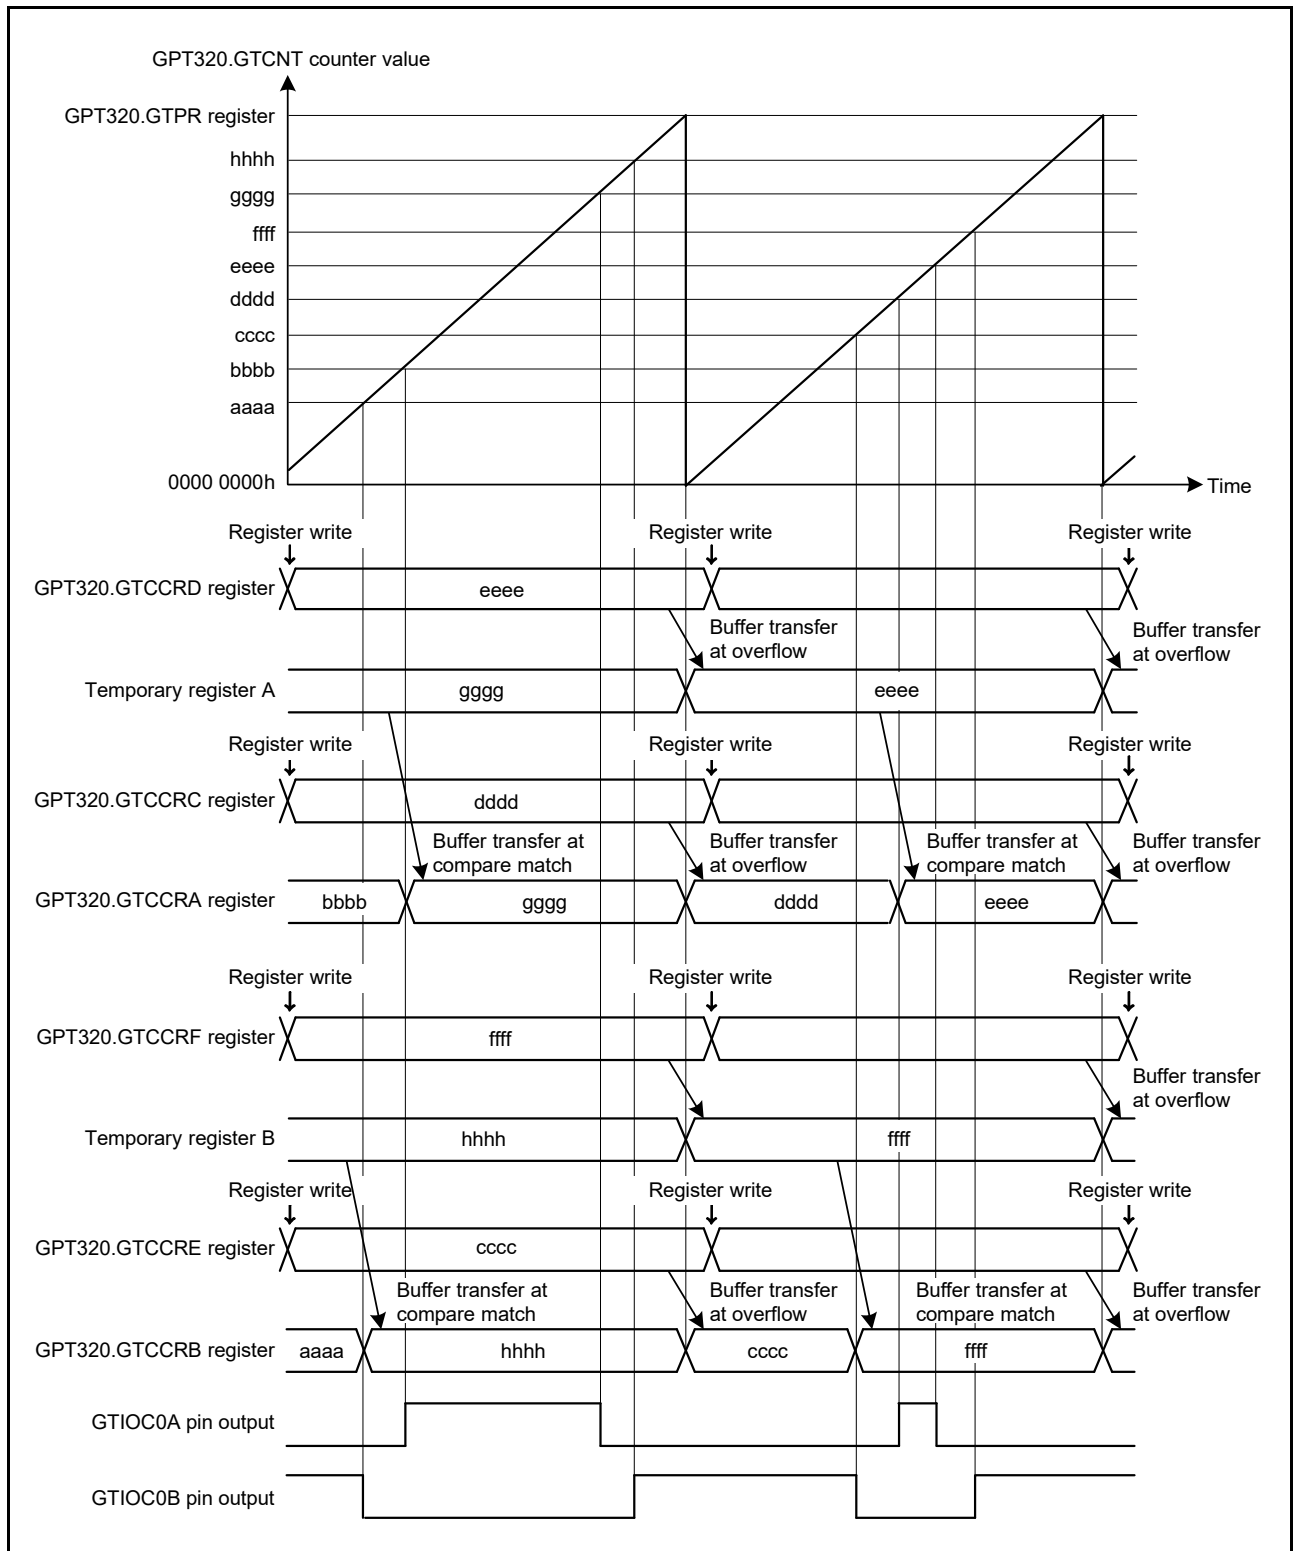 GPT320.GTCNT counter value
GPT320.GTPR register
hhhh
gggg
ffff
eeee
dddd
cccc
bbbb
aaaa
0000 0000h
Time
Register write Register write Register write
GPT320.GTCCRD register eeee
Buffer transfer
at overflow
Buffer transfer
at overflow
Temporary register A gggg eeee
Register write Register write Register write
GPT320.GTCCRC register dddd
Buffer transfer at
compare match
Buffer transfer
at overflow
Buffer transfer at
compare match
Buffer transfer
at overflow
GPT320.GTCCRA register bbbb gggg dddd eeee
Register write Register write Register write
GPT320.GTCCRF register ffff
Buffer transfer
at overflow
Temporary register B hhhh ffff
Register write Register write Register write
GPT320.GTCCRE register cccc
Buffer transfer at
compare match
Buffer transfer
at overflow
Buffer transfer at
compare match
Buffer transfer
at overflow
GPT320.GTCCRB register aaaa hhhh cccc ffff
GTIOC0A pin output
GTIOC0B pin output